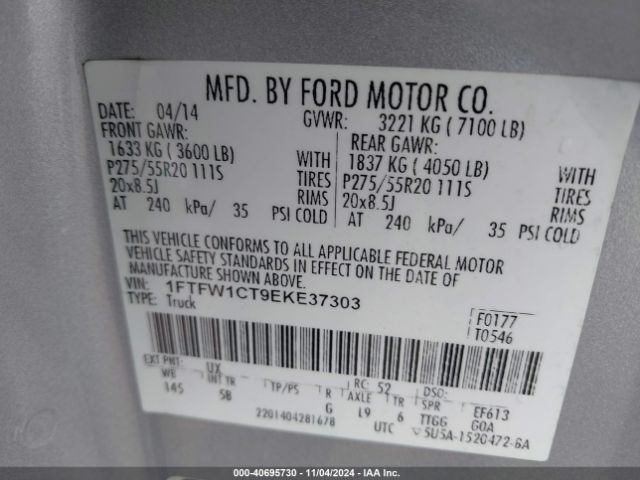 MFD. BY FORD MOTOR CO.
DATE: 04/14 GVWR: 3221 KG ( 7100 LB)
FRONT GAWR: REAR GAWR:
1633 KG ( 3600 LB) WITH 1837 KG ( 4050 LB) WITH
P275/55R20 111S TIRES P275/55R20 111S TIRES
20x8.5J RIMS 20x8.5J RIMS
AT 240 kPa/ 35 PSI COLD AT 240 kPa/ 35 PSI COLD
THIS VEHICLE CONFORMS TO ALL APPLICABLE FEDERAL MOTOR
VEHICLE SAFETY STANDARDS IN EFFECT ON THE DATE OF
MANUFACTURE SHOWN ABOVE.
VIN: 1FTFW1CT9EKE37303
TYPE: Truck
F0177
T0546
EXT PNT: UX RC: 52 DSO:
WB INT TR TP/PS R AXLE TR SPR EF613
145 5B G L9 6 TTGG GOA
2201404281678 UTC 5U5A-1520472-BA
000-40695730 - 11/04/2024 - IAA Inc.